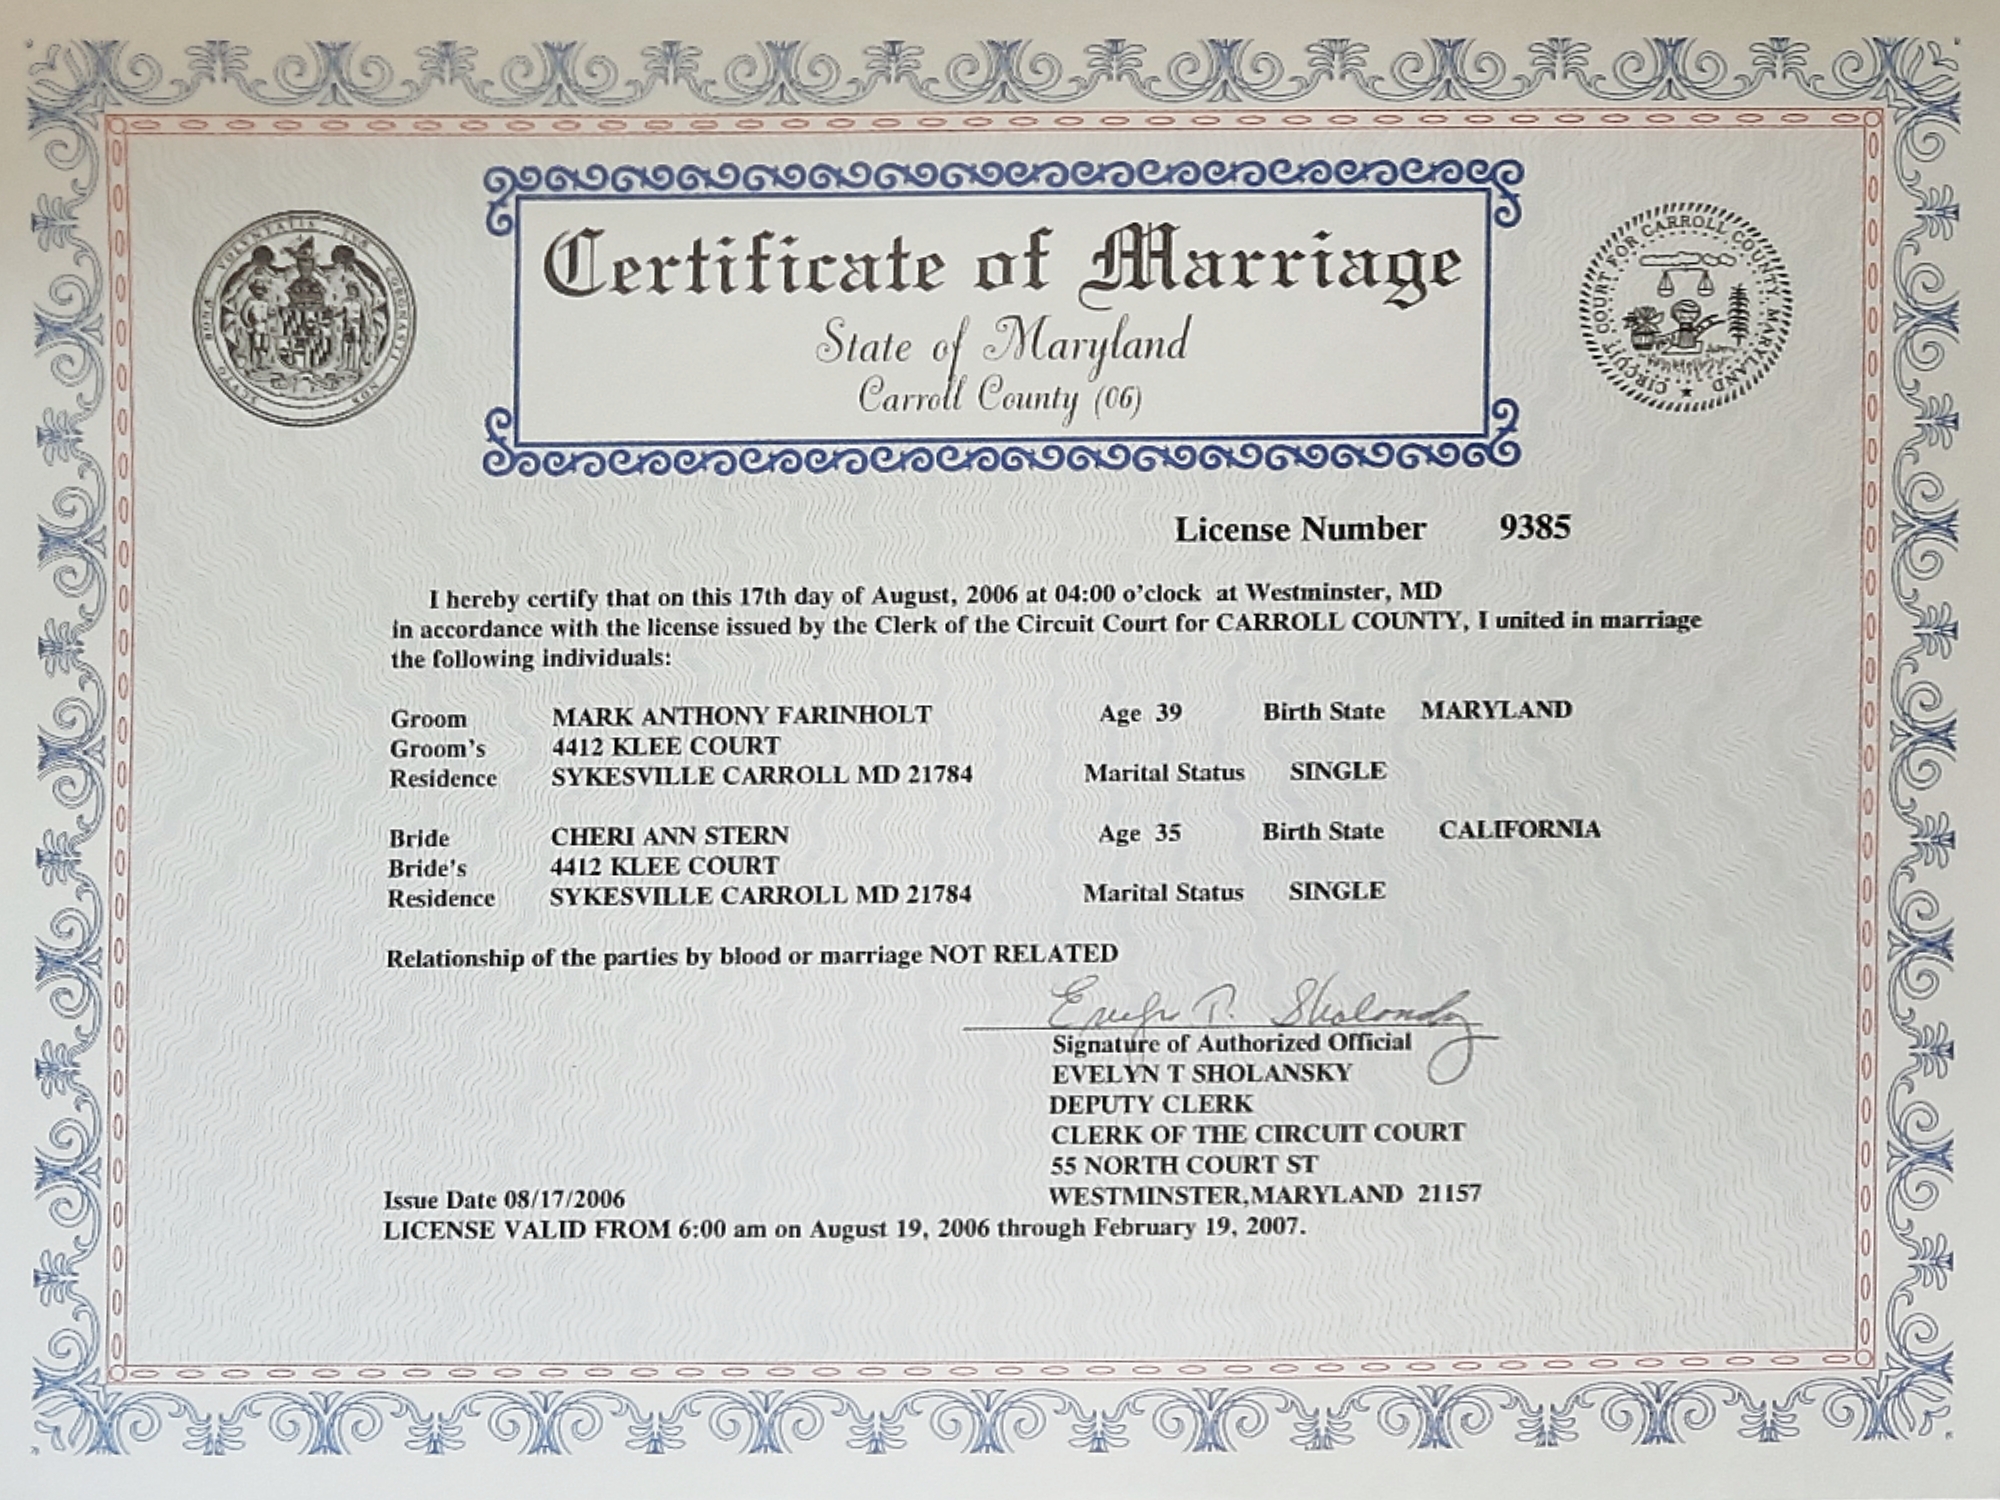 Certificate of Marriage
State of Maryland
Carroll County (06)
CIRCUIT COURT FOR CARROLL COUNTY, MARYLAND
License Number 9385
I hereby certify that on this 17th day of August, 2006 at 04:00 o'clock at Westminster, MD
in accordance with the license issued by the Clerk of the Circuit Court for CARROLL COUNTY, I united in marriage
the following individuals:
Groom MARK ANTHONY FARINHOLT Age 39 Birth State MARYLAND
Groom's 4412 KLEE COURT
Residence SYKESVILLE CARROLL MD 21784 Marital Status SINGLE
Bride CHERI ANN STERN Age 35 Birth State CALIFORNIA
Bride's 4412 KLEE COURT
Residence SYKESVILLE CARROLL MD 21784 Marital Status SINGLE
Relationship of the parties by blood or marriage NOT RELATED
Signature of Authorized Official
EVELYN T SHOLANSKY
DEPUTY CLERK
CLERK OF THE CIRCUIT COURT
55 NORTH COURT ST
Issue Date 08/17/2006 WESTMINSTER,MARYLAND 21157
LICENSE VALID FROM 6:00 am on August 19, 2006 through February 19, 2007.